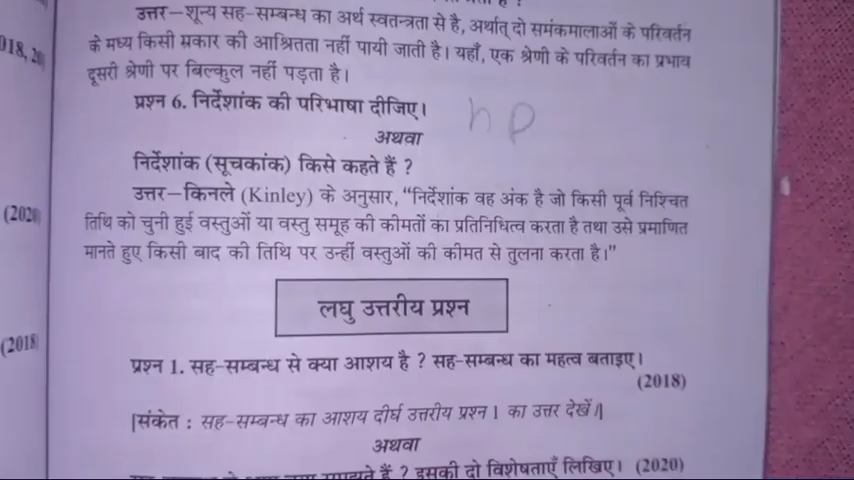 उत्तर—शून्य सह-सम्बन्ध का अर्थ स्वतन्त्रता से है, अर्थात् दो समंकमालाओं के परिवर्तन
के मध्य किसी प्रकार की आश्रितता नहीं पायी जाती है। यहाँ, एक श्रेणी के परिवर्तन का प्रभाव
दूसरी श्रेणी पर बिल्कुल नहीं पड़ता है।
प्रश्न 6. निर्देशांक की परिभाषा दीजिए।
अथवा
निर्देशांक (सूचकांक) किसे कहते हैं ?
उत्तर—किनले (Kinley) के अनुसार, “निर्देशांक वह अंक है जो किसी पूर्व निश्चित
(2020)
तिथि को चुनी हुई वस्तुओं या वस्तु समूह की कीमतों का प्रतिनिधित्व करता है तथा उसे प्रमाणित
मानते हुए किसी बाद की तिथि पर उन्हीं वस्तुओं की कीमत से तुलना करता है।”
लघु उत्तरीय प्रश्न
(2018)
प्रश्न 1. सह-सम्बन्ध से क्या आशय है ? सह-सम्बन्ध का महत्व बताइए।
(2018)
[संकेत : सह-सम्बन्ध का आशय दीर्घ उत्तरीय प्रश्न 1 का उत्तर देखें।]
अथवा
समझते हैं ? इसकी दो विशेषताएँ लिखिए। (2020)